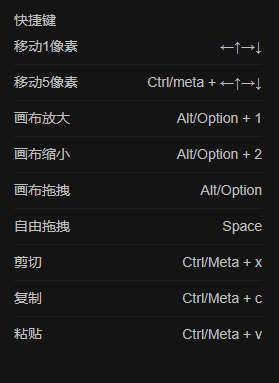 快捷键
移动1像素 ←↑→↓
移动5像素 Ctrl/meta + ←↑→↓
画布放大 Alt/Option + 1
画布缩小 Alt/Option + 2
画布拖拽 Alt/Option
自由拖拽 Space
剪切 Ctrl/Meta + x
复制 Ctrl/Meta + c
粘贴 Ctrl/Meta + v